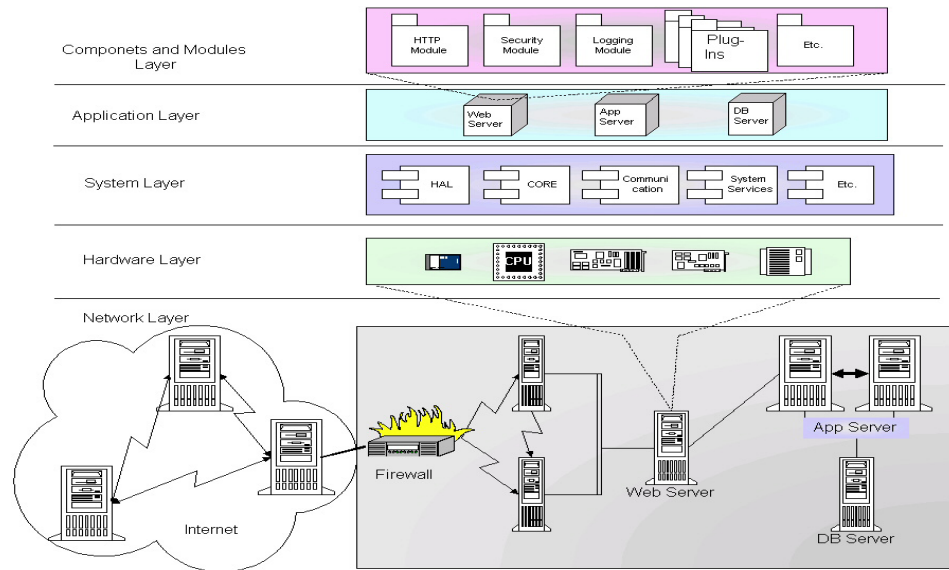 Componets and Modules
Layer
HTTP
Module
Security
Module
Logging
Module
Plug-
Ins
Etc.
Application Layer
Web
Server
App
Server
DB
Server
System Layer
HAL
CORE
Communi
cation
System
Services
Etc.
Hardware Layer
CPU
Network Layer
Internet
Firewall
Web Server
App Server
DB Server